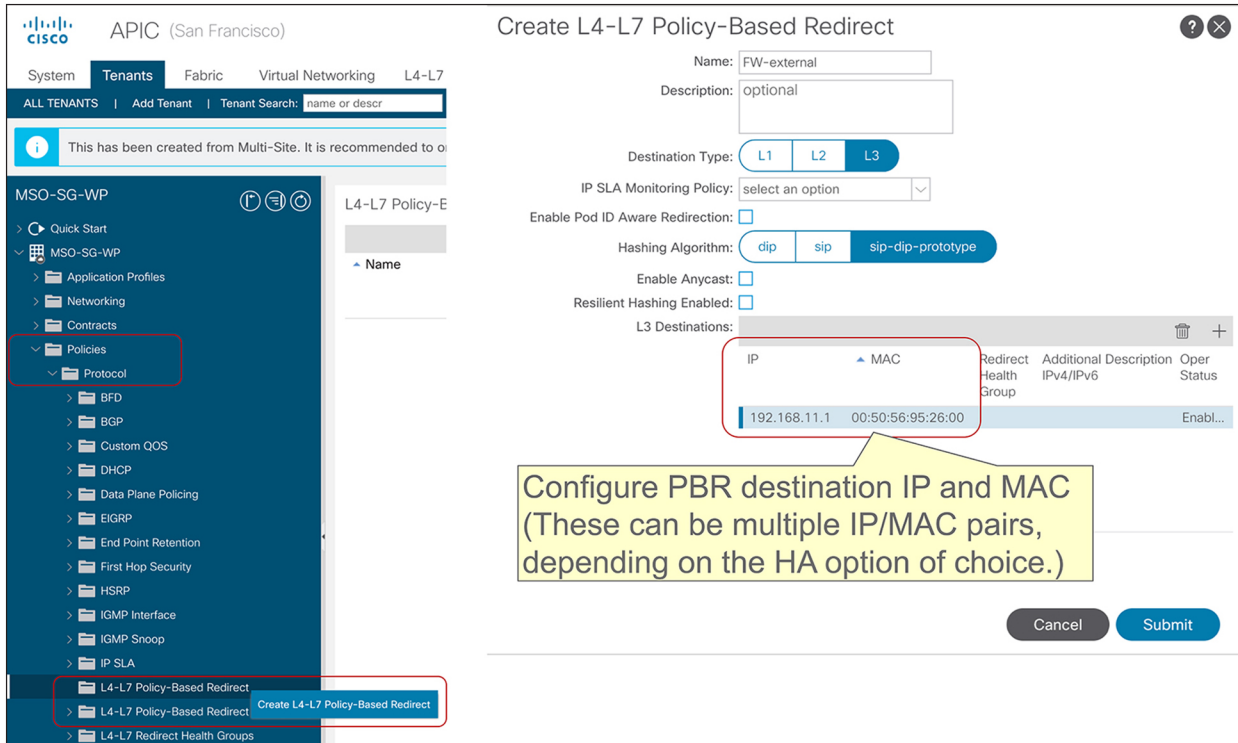 CISCO
APIC (San Francisco)
System Tenants Fabric Virtual Networking L4-L7
ALL TENANTS | Add Tenant | Tenant Search: name or descr
This has been created from Multi-Site. It is recommended to
MSO-SG-WP
Quick Start
MSO-SG-WP
Application Profiles
Networking
Contracts
Policies
Protocol
BFD
BGP
Custom QOS
DHCP
Data Plane Policing
EIGRP
End Point Retention
First Hop Security
HSRP
IGMP Interface
IGMP Snoop
IP SLA
L4-L7 Policy-Based Redirect
L4-L7 Policy-Based Redirect
Create L4-L7 Policy-Based Redirect
L4-L7 Redirect Health Groups
L4-L7 Policy-B
Name
Create L4-L7 Policy-Based Redirect
Name: FW-external
Description: optional
Destination Type: L1 L2 L3
IP SLA Monitoring Policy: select an option
Enable Pod ID Aware Redirection:
Hashing Algorithm: dip sip sip-dip-prototype
Enable Anycast:
Resilient Hashing Enabled:
L3 Destinations:
IP MAC Redirect Health Group Additional Description IPv4/IPv6 Oper Status
192.168.11.1 00:50:56:95:26:00 Enabl...
Configure PBR destination IP and MAC
(These can be multiple IP/MAC pairs,
depending on the HA option of choice.)
Cancel Submit